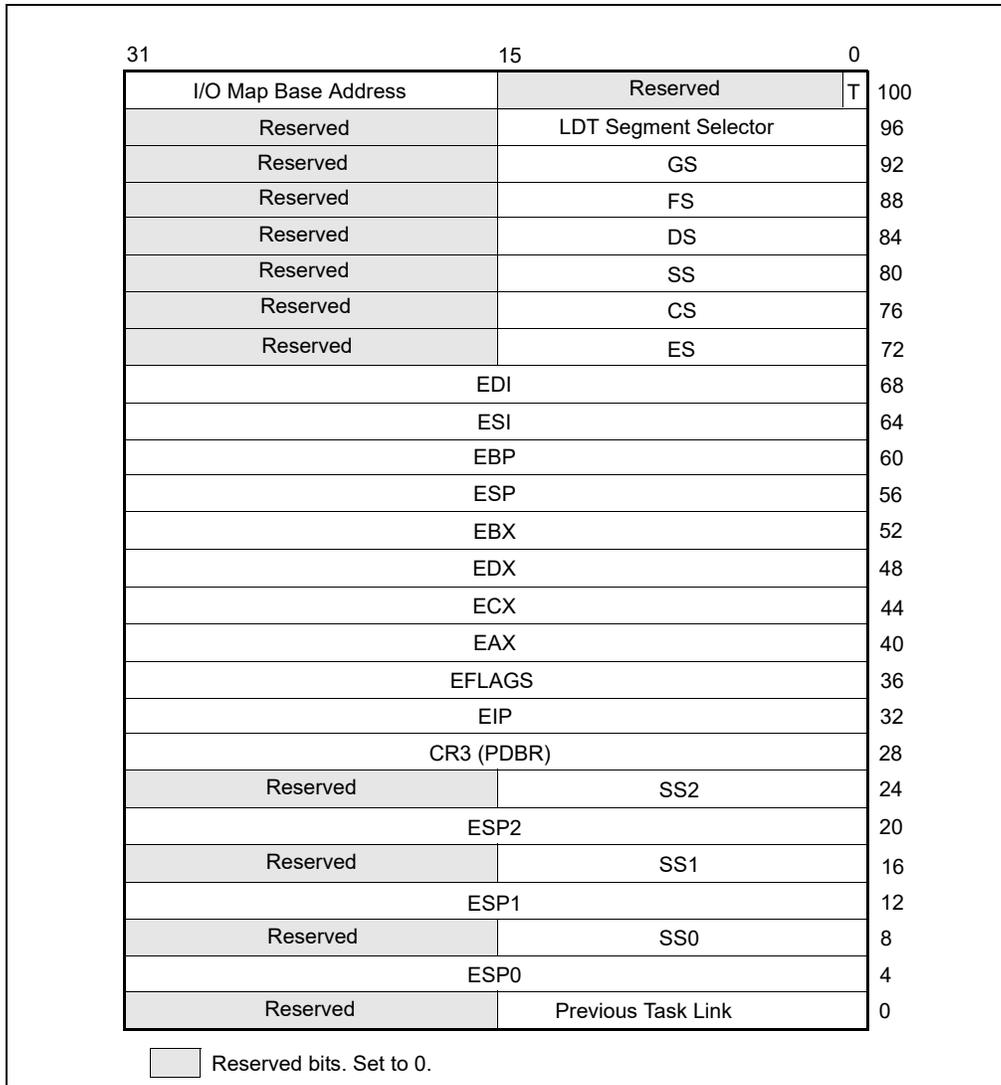 31 15 0
I/O Map Base Address Reserved T 100
Reserved LDT Segment Selector 96
Reserved GS 92
Reserved FS 88
Reserved DS 84
Reserved SS 80
Reserved CS 76
Reserved ES 72
EDI 68
ESI 64
EBP 60
ESP 56
EBX 52
EDX 48
ECX 44
EAX 40
EFLAGS 36
EIP 32
CR3 (PDBR) 28
Reserved SS2 24
ESP2 20
Reserved SS1 16
ESP1 12
Reserved SS0 8
ESP0 4
Reserved Previous Task Link 0
Reserved bits. Set to 0.